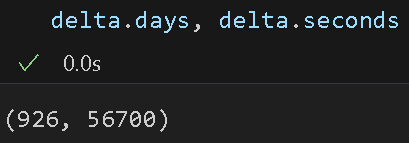 delta.days, delta.seconds
0.0s
(926, 56700)